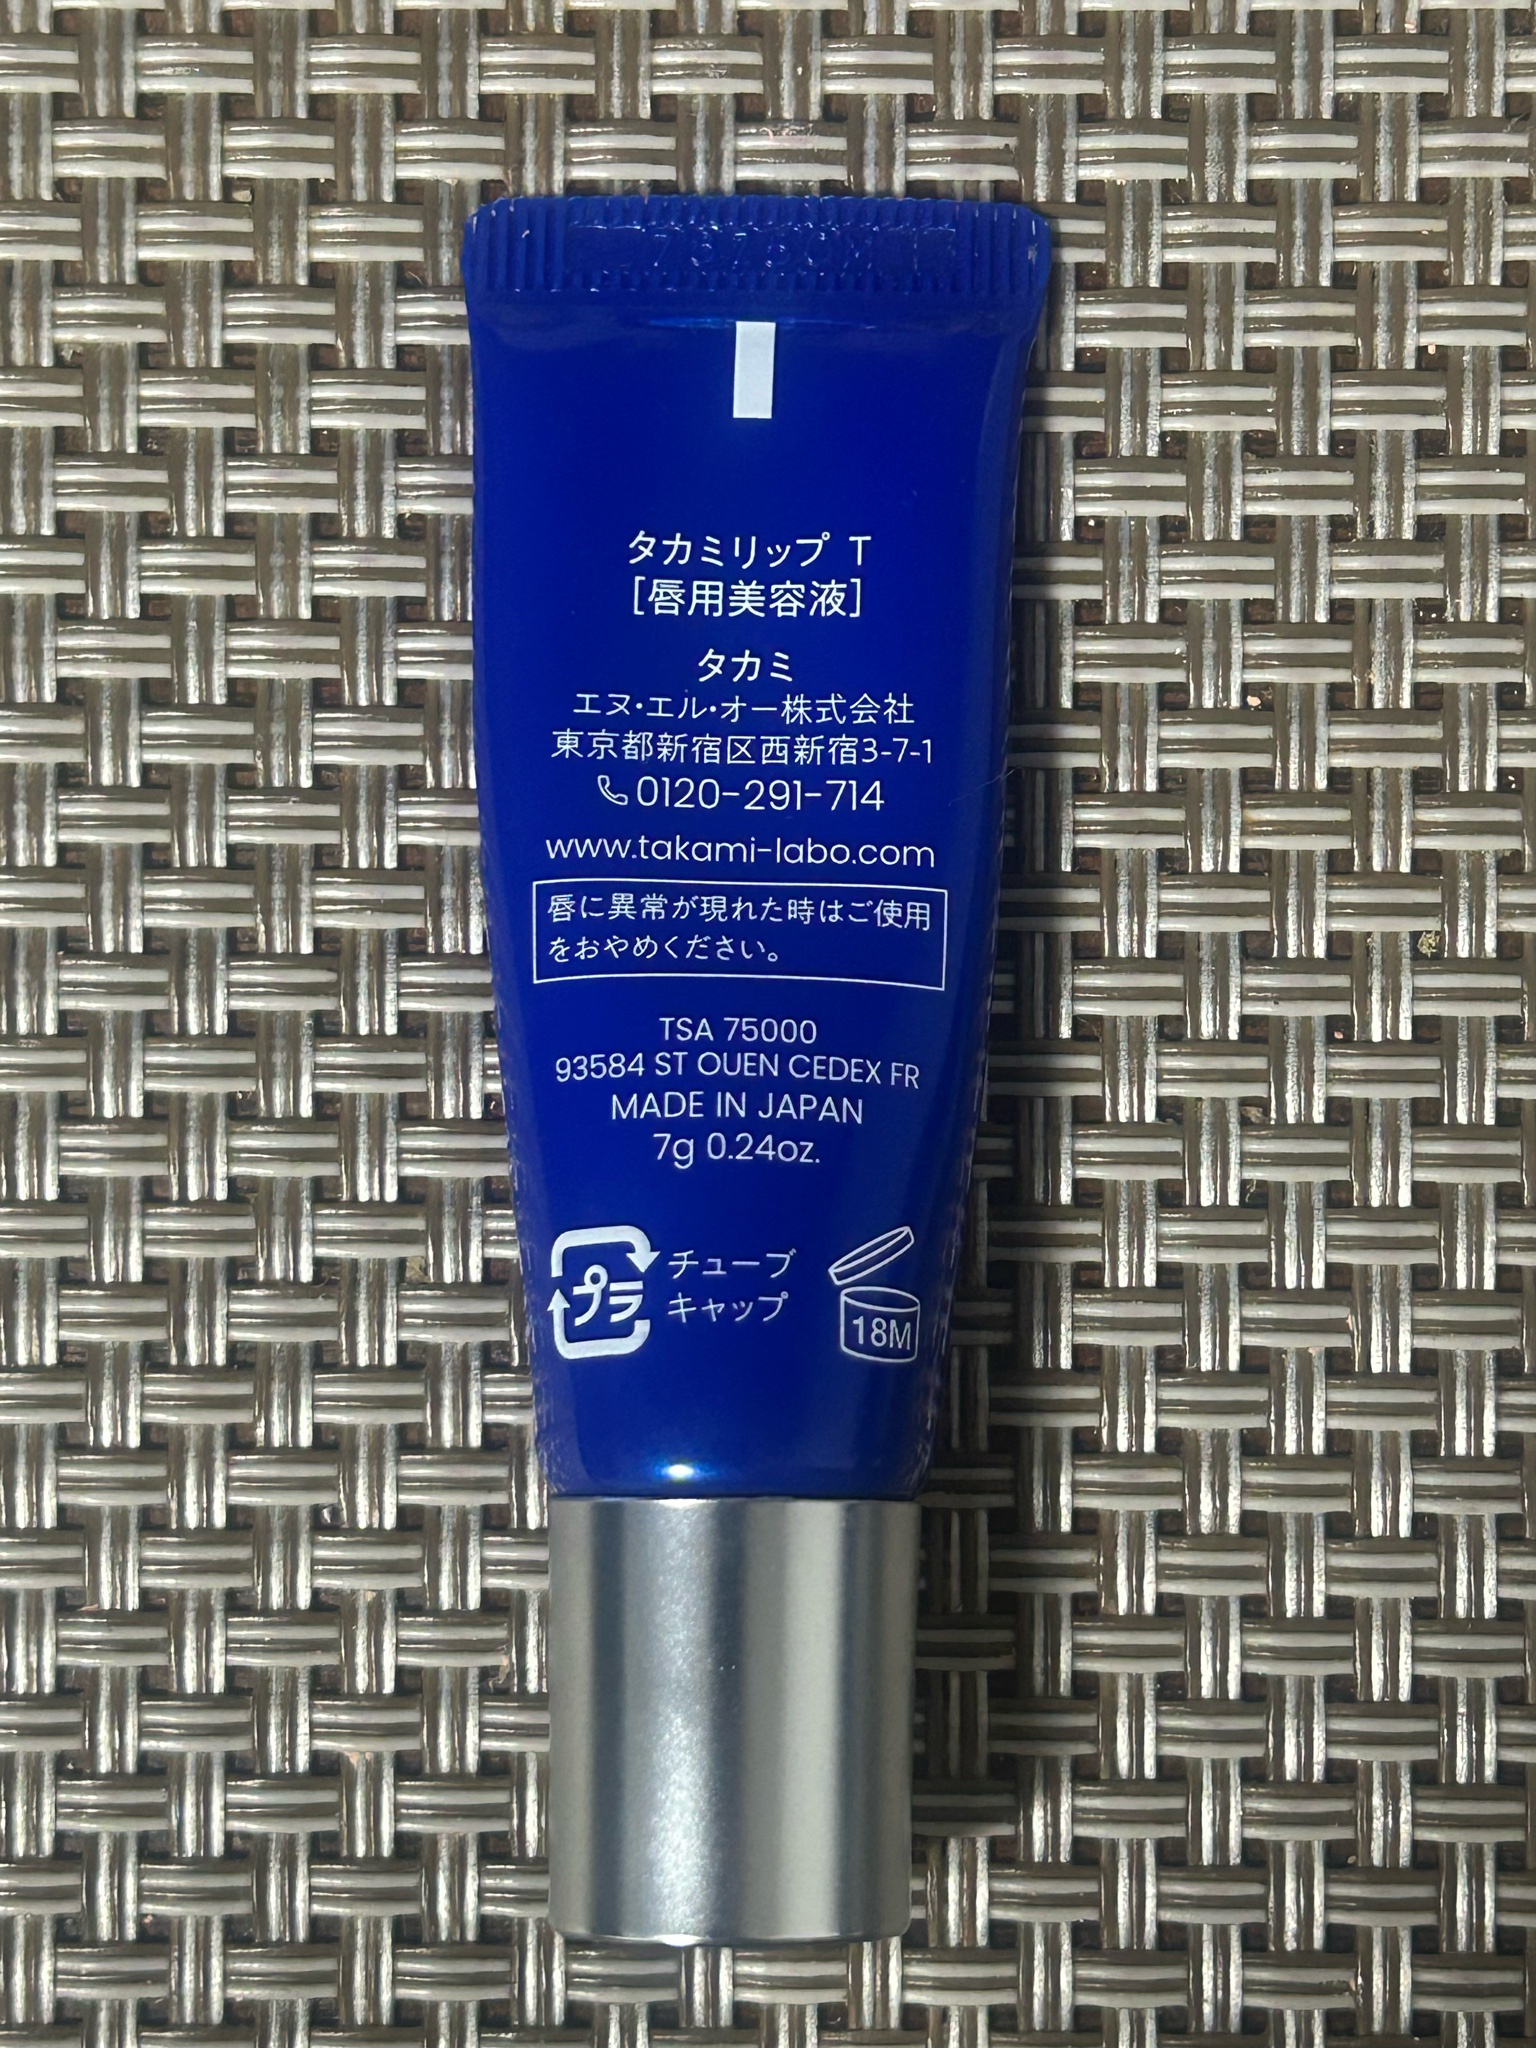 タカミリップ T
[唇用美容液]
タカミ
エヌ・エル・オー株式会社
東京都新宿区西新宿3-7-1
0120-291-714
www.takami-labo.com
唇に異常が現れた時はご使用
をおやめください。
TSA 75000
93584 ST OUEN CEDEX FR
MADE IN JAPAN
7g 0.24oz.
プラ チューブ
キャップ
18M